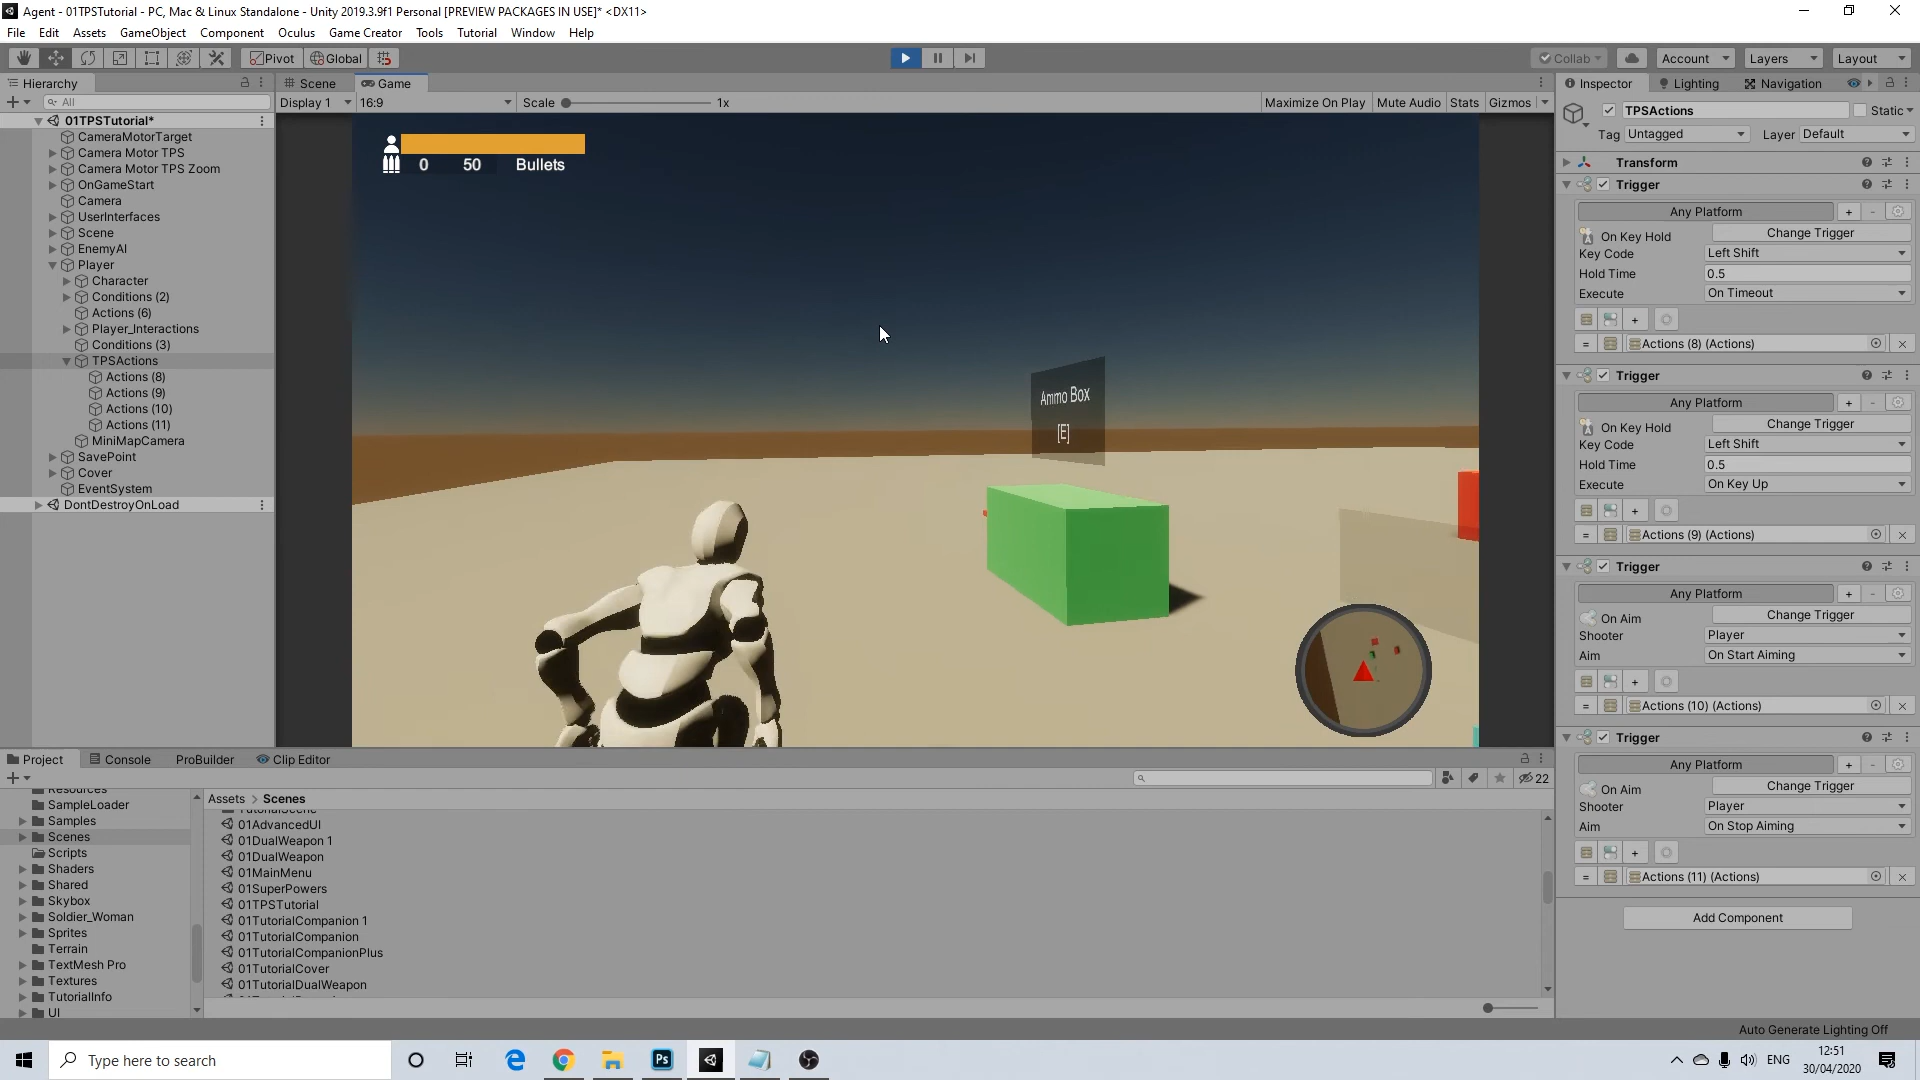 Agent - 01TPSTutorial - PC, Mac & Linux Standalone - Unity 2019.3.9f1 Personal [PREVIEW PACKAGES IN USE]* <DX11>
File Edit Assets GameObject Component Oculus Game Creator Tools Tutorial Window Help
Pivot Global Collab Account Layers Layout
Hierarchy
All
01TPSTutorial*
CameraMotorTarget
Camera Motor TPS
Camera Motor TPS Zoom
OnGameStart
Camera
UserInterfaces
Scene
EnemyAI
Player
Character
Conditions (2)
Actions (6)
Player_Interactions
Conditions (3)
TPSActions
Actions (8)
Actions (9)
Actions (10)
Actions (11)
MiniMapCamera
SavePoint
Cover
EventSystem
DontDestroyOnLoad
Scene Game
Display 1 16:9 Scale 1x Maximize On Play Mute Audio Stats Gizmos
0 50 Bullets
Ammo Box
[E]
Inspector Lighting Navigation
TPSActions Static
Tag Untagged Layer Default
Transform
Trigger
Any Platform
On Key Hold Change Trigger
Key Code Left Shift
Hold Time 0.5
Execute On Timeout
Actions (8) (Actions)
Trigger
Any Platform
On Key Hold Change Trigger
Key Code Left Shift
Hold Time 0.5
Execute On Key Up
Actions (9) (Actions)
Trigger
Any Platform
On Aim Change Trigger
Shooter Player
Aim On Start Aiming
Actions (10) (Actions)
Trigger
Any Platform
On Aim Change Trigger
Shooter Player
Aim On Stop Aiming
Actions (11) (Actions)
Add Component
Project Console ProBuilder Clip Editor
22
Resources
SampleLoader
Samples
Scenes
Scripts
Shaders
Shared
Skybox
Soldier_Woman
Sprites
Terrain
TextMesh Pro
Textures
TutorialInfo
UI
Assets > Scenes
01AdvancedUI
01DualWeapon 1
01DualWeapon
01MainMenu
01SuperPowers
01TPSTutorial
01TutorialCompanion 1
01TutorialCompanion
01TutorialCompanionPlus
01TutorialCover
01TutorialDualWeapon
Auto Generate Lighting Off
Type here to search
Ps
ENG
12:51
30/04/2020